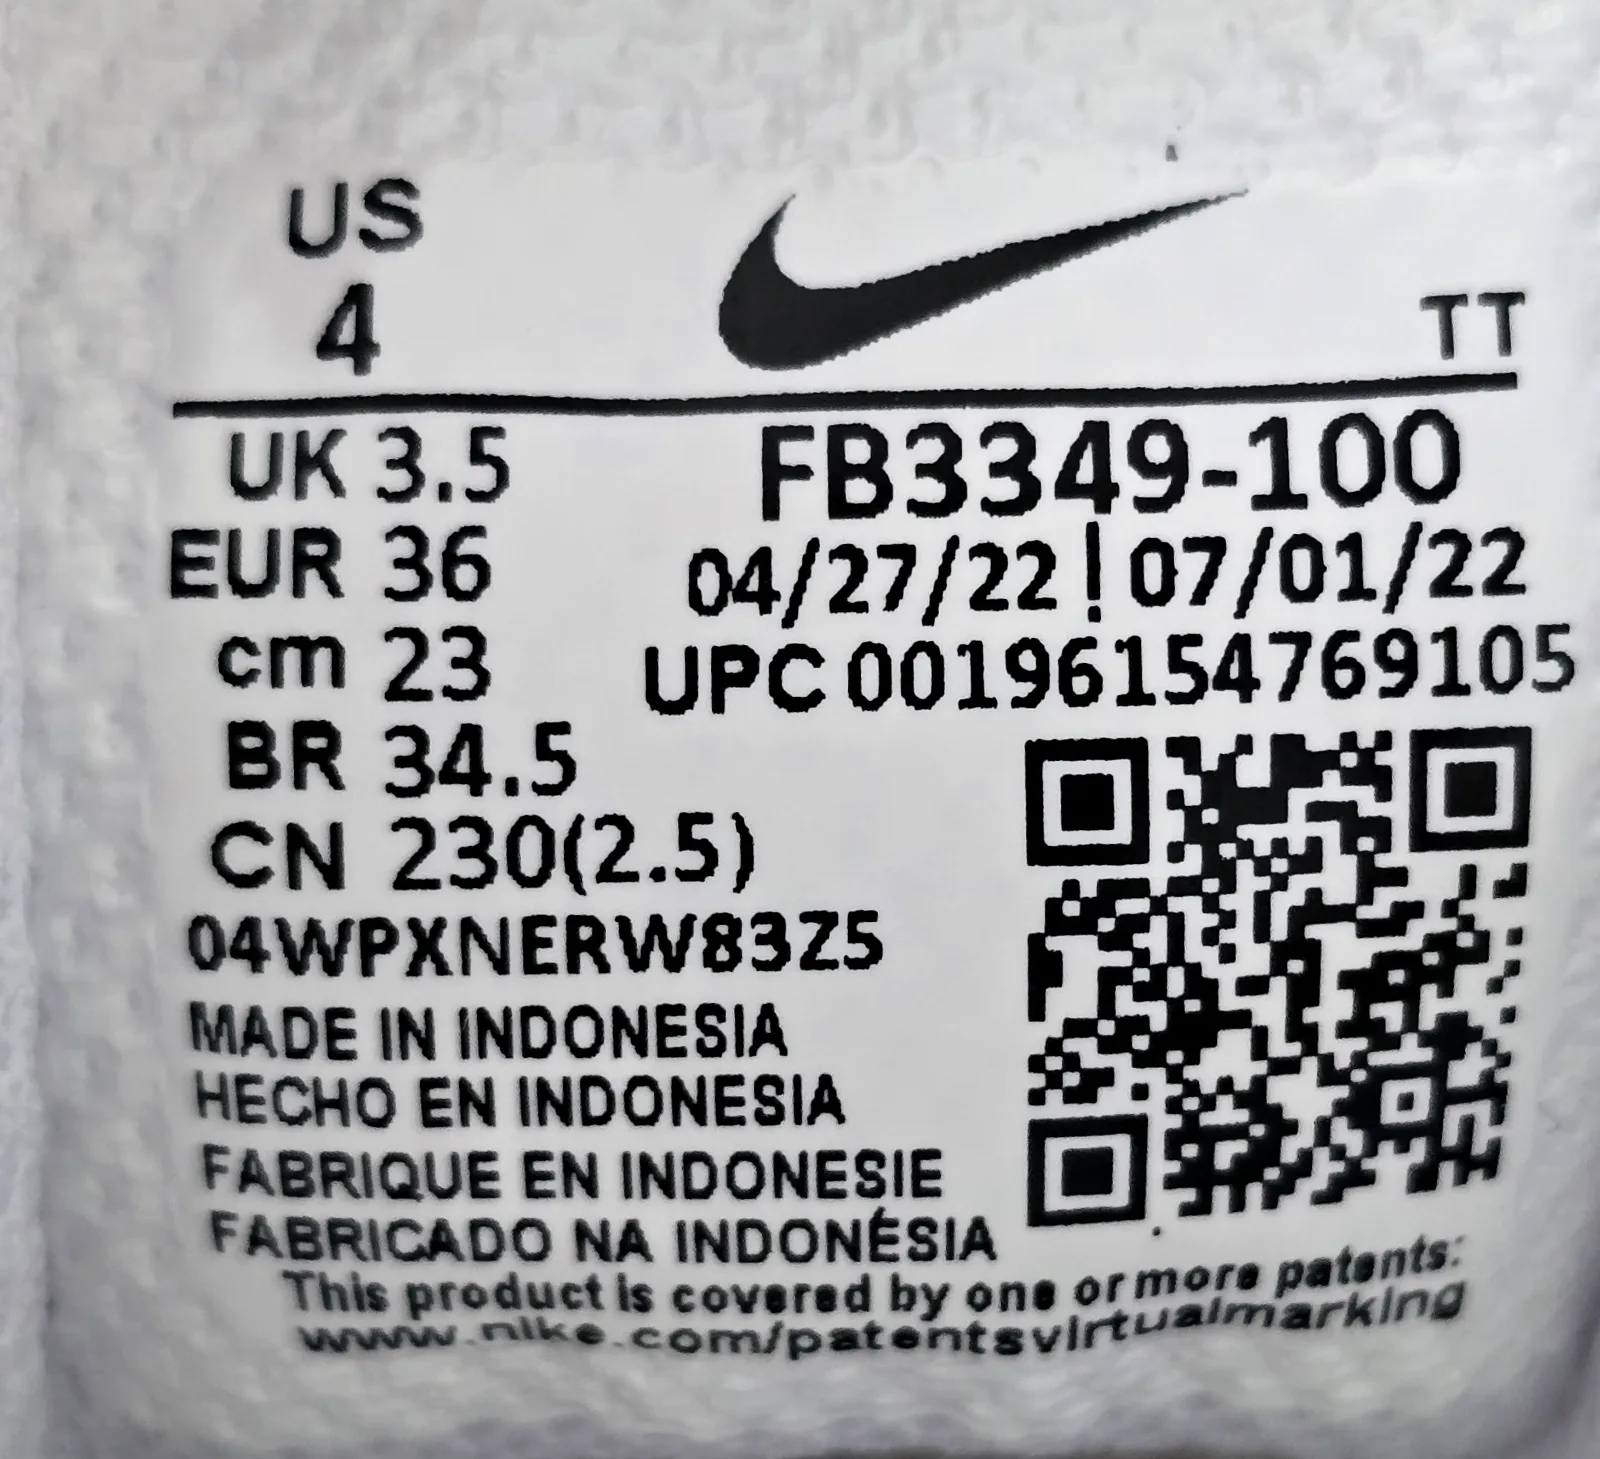 US
4
TT
UK 3.5
EUR 36
cm 23
BR 34.5
CN 230(2.5)
FB3349-100
04/27/22 ! 07/01/22
UPC 00196154769105
04WPXNERW83Z5
MADE IN INDONESIA
HECHO EN INDONESIA
FABRIQUE EN INDONESIE
FABRICADO NA INDONÉSIA
This product is covered by one or more patents:
www.nike.com/patentsvirtualmarking